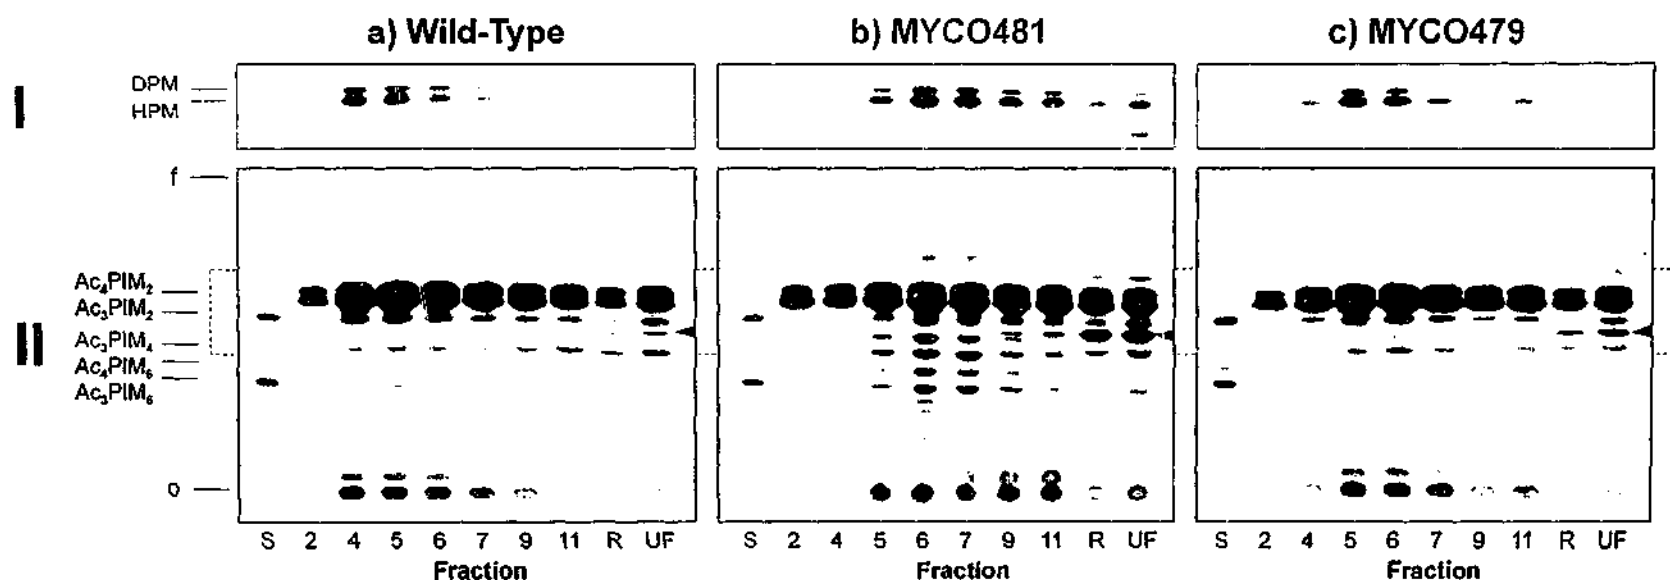 a) Wild-Type
b) MYCO481
c) MYCO479
I
DPM
HPM
f
II
Ac₄PIM₂
Ac₃PIM₂
Ac₃PIM₄
Ac₄PIM₆
Ac₃PIM₆
0
S 2 4 5 6 7 9 11 R UF
Fraction
S 2 4 5 6 7 9 11 R UF
Fraction
S 2 4 5 6 7 9 11 R UF
Fraction